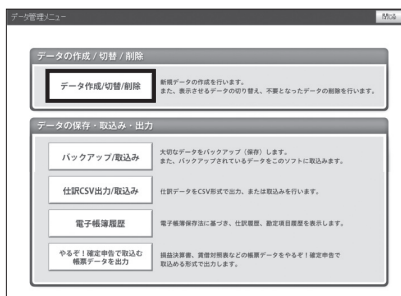 データ管理メニュー
閉じる
データの作成 / 切替 / 削除
データ作成/切替/削除
新規データの作成を行います。
また、表示させるデータの切り替え、不要となったデータの削除を行います。
データの保存・取込み・出力
バックアップ/取込み
大切なデータをバックアップ（保存）します。
また、バックアップされているデータをこのソフトに取込みます。
仕訳CSV出力/取込み
仕訳データをCSV形式で出力、または取込みを行います。
電子帳簿履歴
電子帳簿保存法に基づき、仕訳履歴、勘定項目履歴を表示します。
やるぞ！確定申告で取込む
帳票データを出力
損益決算書、貸借対照表などの帳票データをやるぞ！確定申告で
取込める形式で出力します。